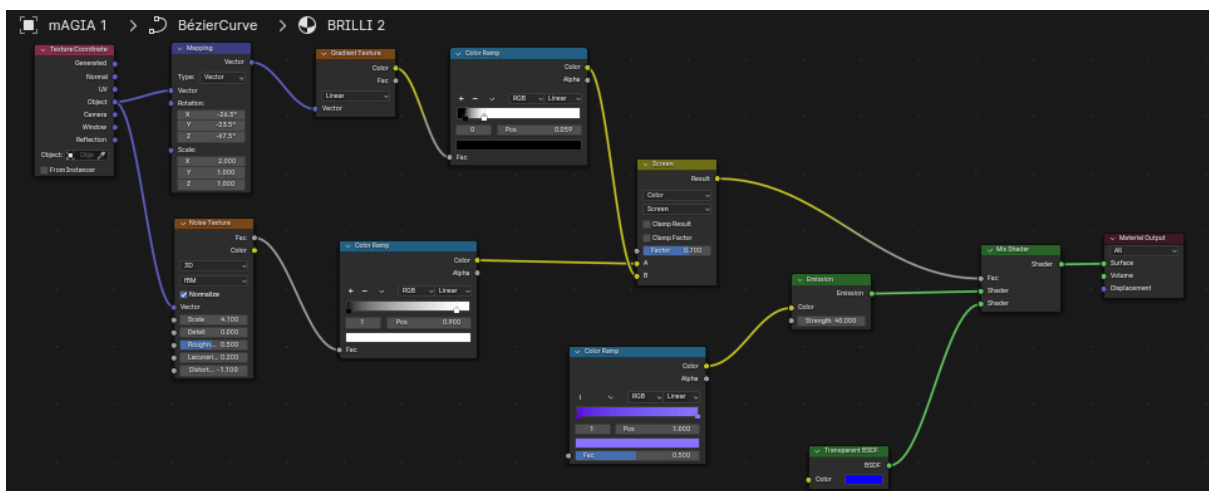 mAGIA 1 > BézierCurve > BRILLI 2
Texture Coordinate
Generated
Normal
UV
Object
Camera
Window
Reflection
Object: Obje
From Instancer
Mapping
Vector
Type: Vector
Vector
Rotation:
X -26.3°
Y -23.5°
Z -67.5°
Scale:
X 2.000
Y 1.000
Z 1.000
Gradient Texture
Color
Fac
Linear
Vector
Color Ramp
Color
Alpha
+ - RGB Linear
0 Pos 0.059
Fac
Noise Texture
Fac
Color
3D
fBM
Normalize
Vector
Scale 4.100
Detail 0.000
Roughn... 0.500
Lacunari... 0.200
Distort... -1.100
Color Ramp
Color
Alpha
+ - RGB Linear
1 Pos 0.900
Fac
Screen
Result
Color
Screen
Clamp Result
Clamp Factor
Factor 0.700
A
B
Color Ramp
Color
Alpha
RGB Linear
1 Pos 1.000
Fac 0.500
Emission
Emission
Color
Strength 40.000
Transparent BSDF
BSDF
Color
Mix Shader
Shader
Fac
Shader
Shader
Material Output
All
Surface
Volume
Displacement